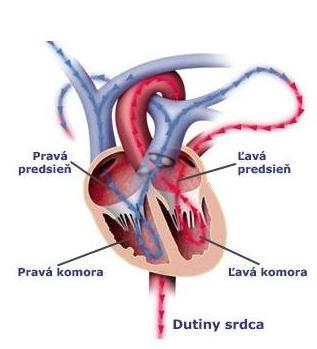 Pravá
predsieň
Ľavá
predsieň
Pravá komora
Ľavá komora
Dutiny srdca